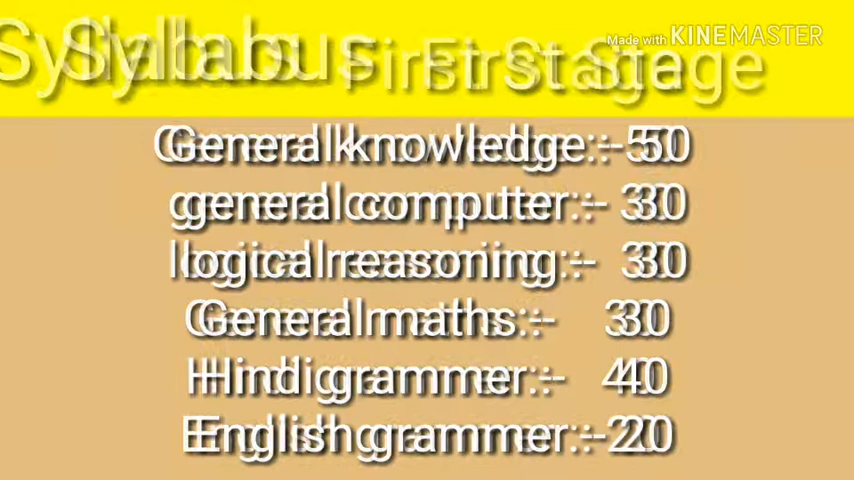 Made with KINEMASTER
Syllabus First Stage
General knowledge:- 50
general computer:- 30
logical reasoning:- 30
General maths:- 30
Hindi grammer:- 40
English grammer:- 20